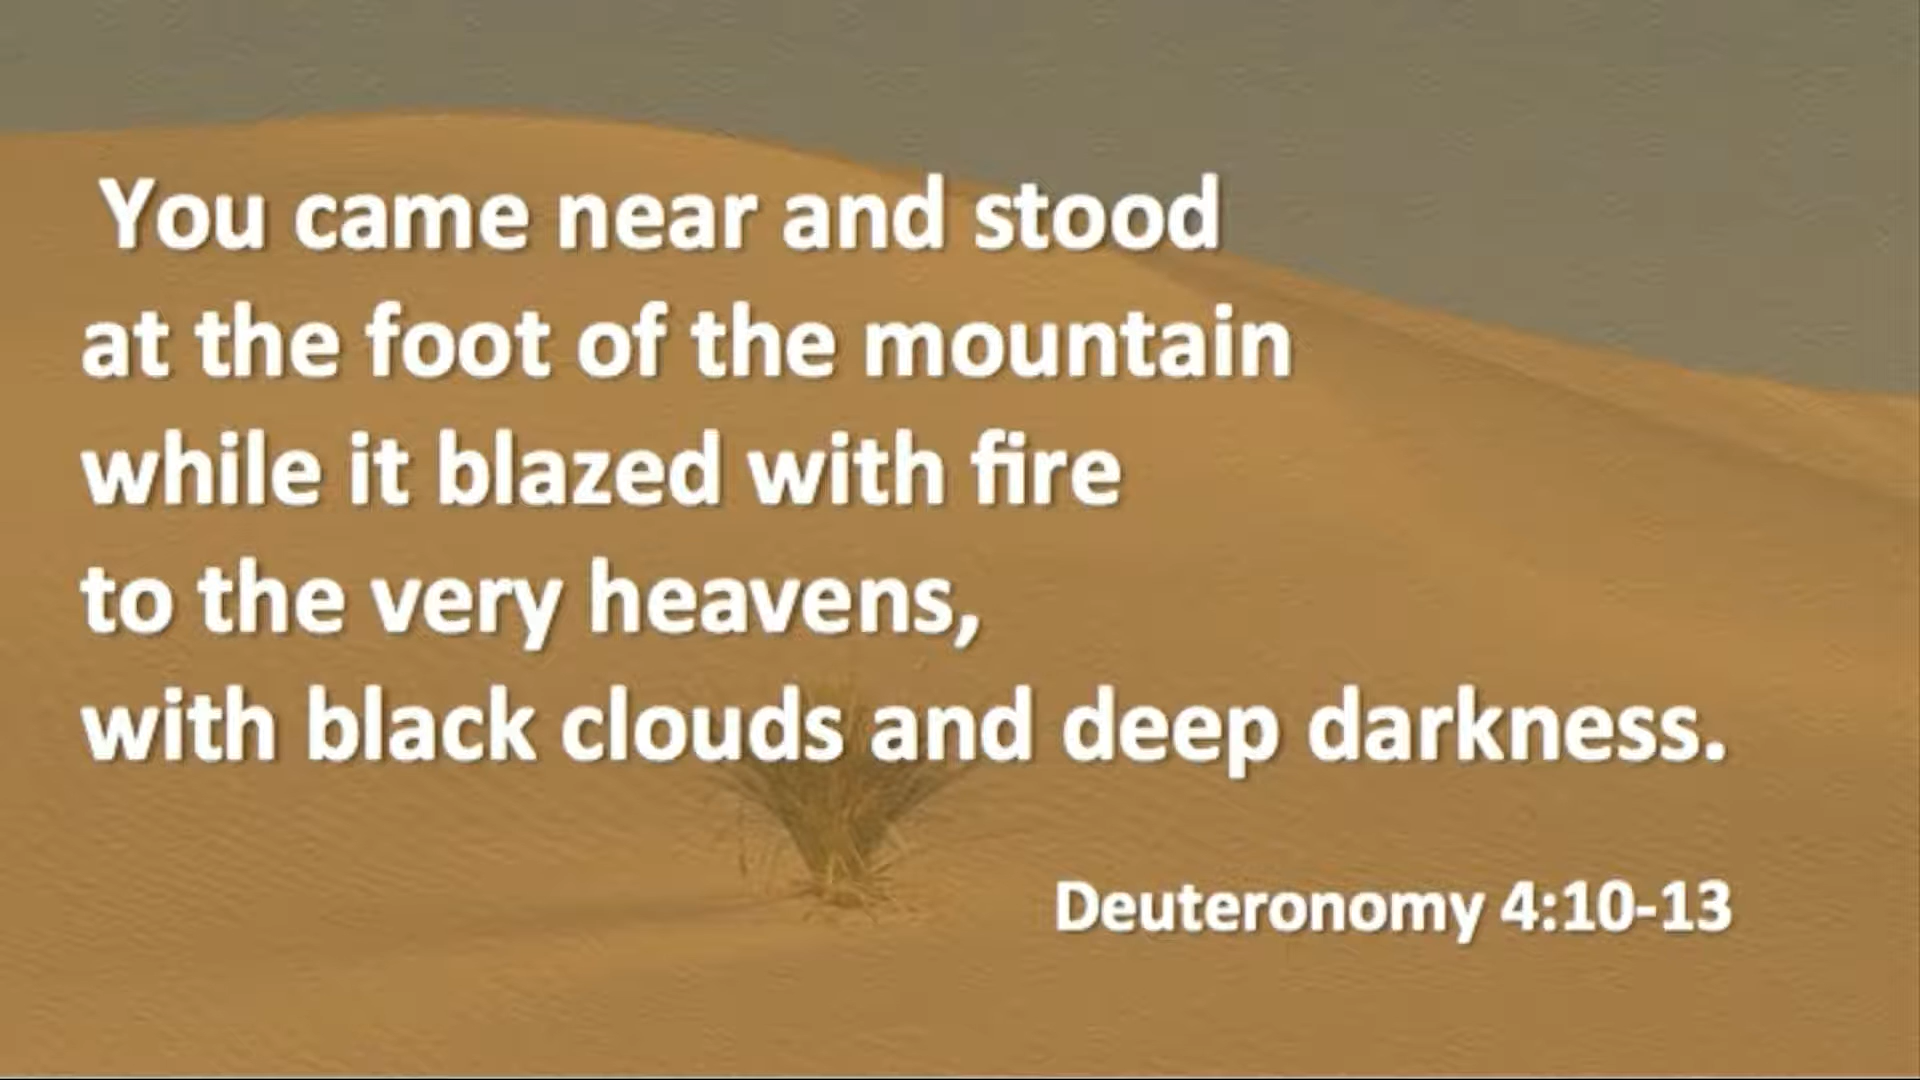 You came near and stood
at the foot of the mountain
while it blazed with fire
to the very heavens,
with black clouds and deep darkness.
Deuteronomy 4:10-13